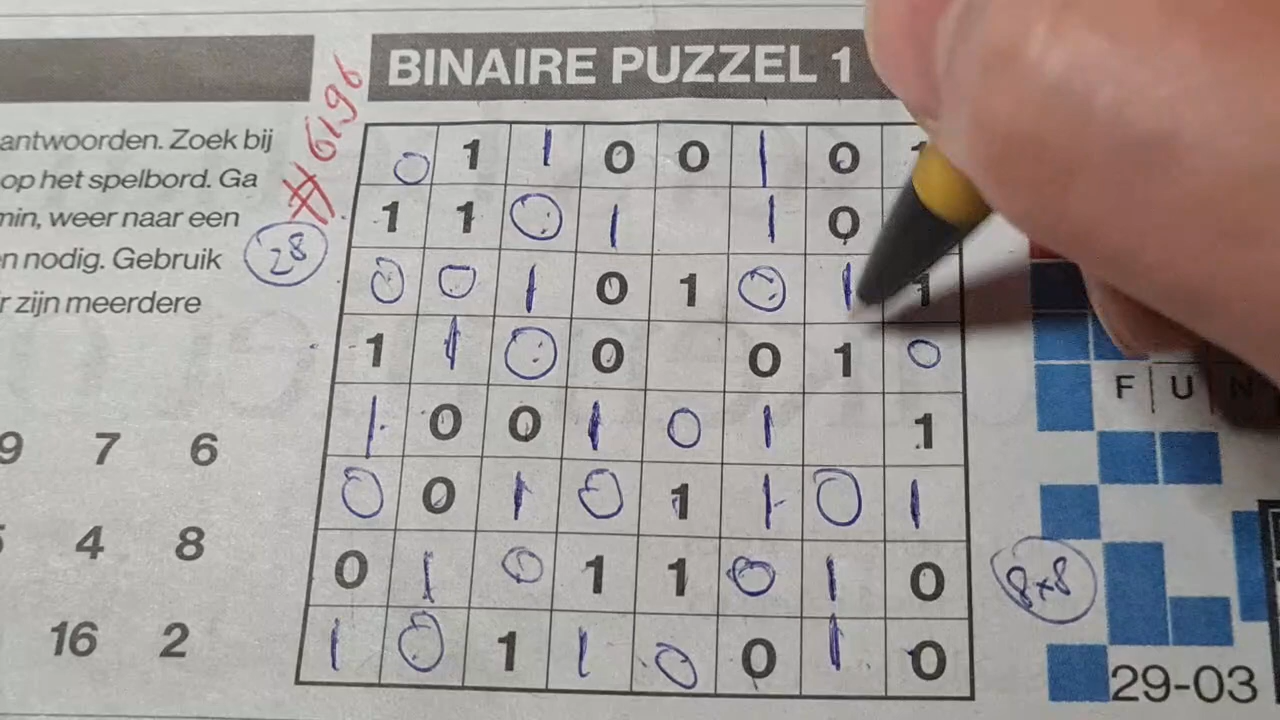 BINAIRE PUZZEL 1
#6196
antwoorden. Zoek bij
op het spelbord. Ga
min, weer naar een
n nodig. Gebruik
r zijn meerdere
28
0 1 1 0 0 1 0
1 1 0 1 1 0
0 0 1 0 1 0 1 1
1 1 0 0 0 1 0
1 0 0 1 0 1 1
0 0 1 0 1 1 0 1
0 1 0 1 1 0 1 0
1 0 1 1 0 0 1 0
9 7 6
4 8
16 2
FUN
8x8
29-03